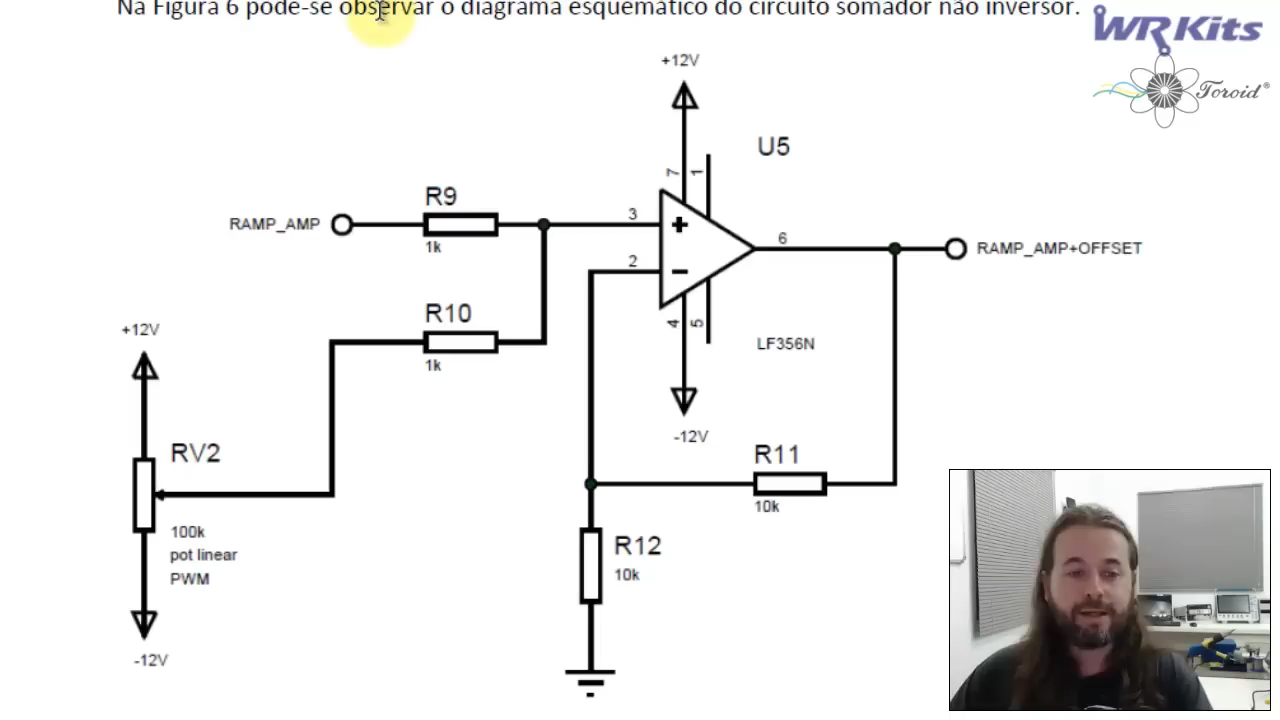 Na Figura 6 pode-se observar o diagrama esquemático do circuito somador não inversor.
WRKits
Toroid®
+12V
U5
7
1
R9
RAMP_AMP
3
+
1k
6
RAMP_AMP+OFFSET
2
−
R10
4
5
+12V
LF356N
1k
-12V
RV2
R11
10k
100k
pot linear
PWM
R12
10k
-12V